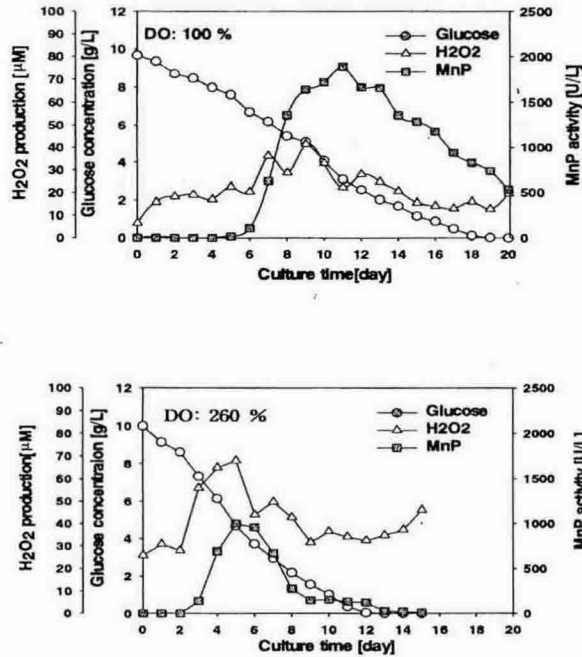 DO: 100 %
Glucose
H2O2
MnP
H2O2 production [μM]
Glucose concentration [g/L]
MnP activity [U/L]
100
90
80
70
60
50
40
30
20
10
0
12
10
8
6
4
2
0
2500
2000
1500
1000
500
0
0 2 4 6 8 10 12 14 16 18 20
Culture time[day]
DO: 260 %
Glucose
H2O2
MnP
H2O2 production[μM]
Glucose concentraion [g/L]
MnP activity [U/L]
100
90
80
70
60
50
40
30
20
10
0
12
10
8
6
4
2
0
2500
2000
1500
1000
500
0
0 2 4 6 8 10 12 14 16 18 20
Culture time[day]